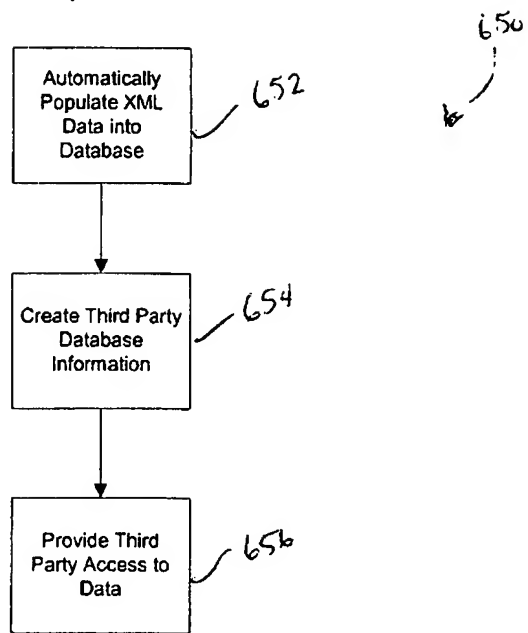 650
Automatically
Populate XML
Data into
Database
652
Create Third Party
Database
Information
654
Provide Third
Party Access to
Data
656